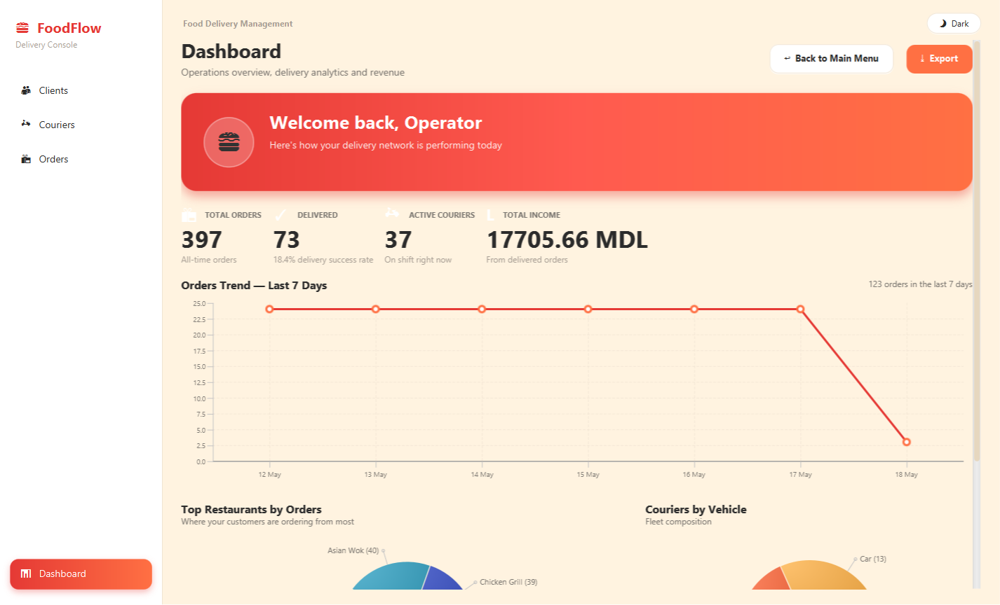 FoodFlow
Delivery Console
Clients
Couriers
Orders
Dashboard
Food Delivery Management
Dark
Dashboard
Operations overview, delivery analytics and revenue
Back to Main Menu
Export
Welcome back, Operator
Here's how your delivery network is performing today
TOTAL ORDERS
397
All-time orders
DELIVERED
73
18.4% delivery success rate
ACTIVE COURIERS
37
On shift right now
L TOTAL INCOME
17705.66 MDL
From delivered orders
Orders Trend — Last 7 Days
123 orders in the last 7 days
25.0
22.5
20.0
17.5
15.0
12.5
10.0
7.5
5.0
2.5
0.0
12 May
13 May
14 May
15 May
16 May
17 May
18 May
Top Restaurants by Orders
Where your customers are ordering from most
Asian Wok (40)
Chicken Grill (39)
Couriers by Vehicle
Fleet composition
Car (13)